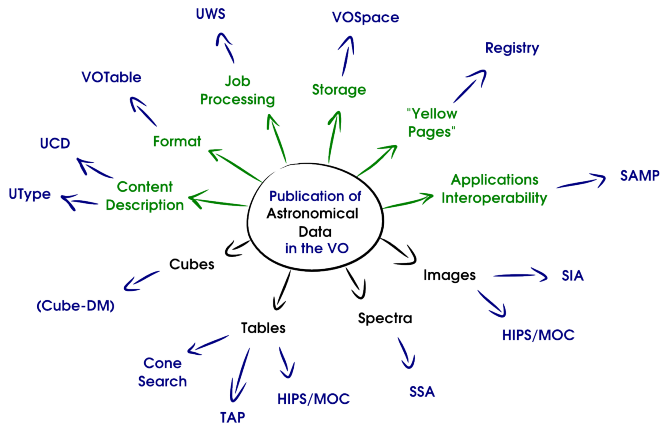 UWS
VOSpace
Registry
VOTable
Job
Processing
Storage
"Yellow
Pages"
UCD
Format
UType
Content
Description
Applications
Interoperability
SAMP
Publication of
Astronomical
Data
in the VO
Cubes
Images
SIA
(Cube-DM)
Tables
Spectra
HIPS/MOC
Cone
Search
TAP
HIPS/MOC
SSA